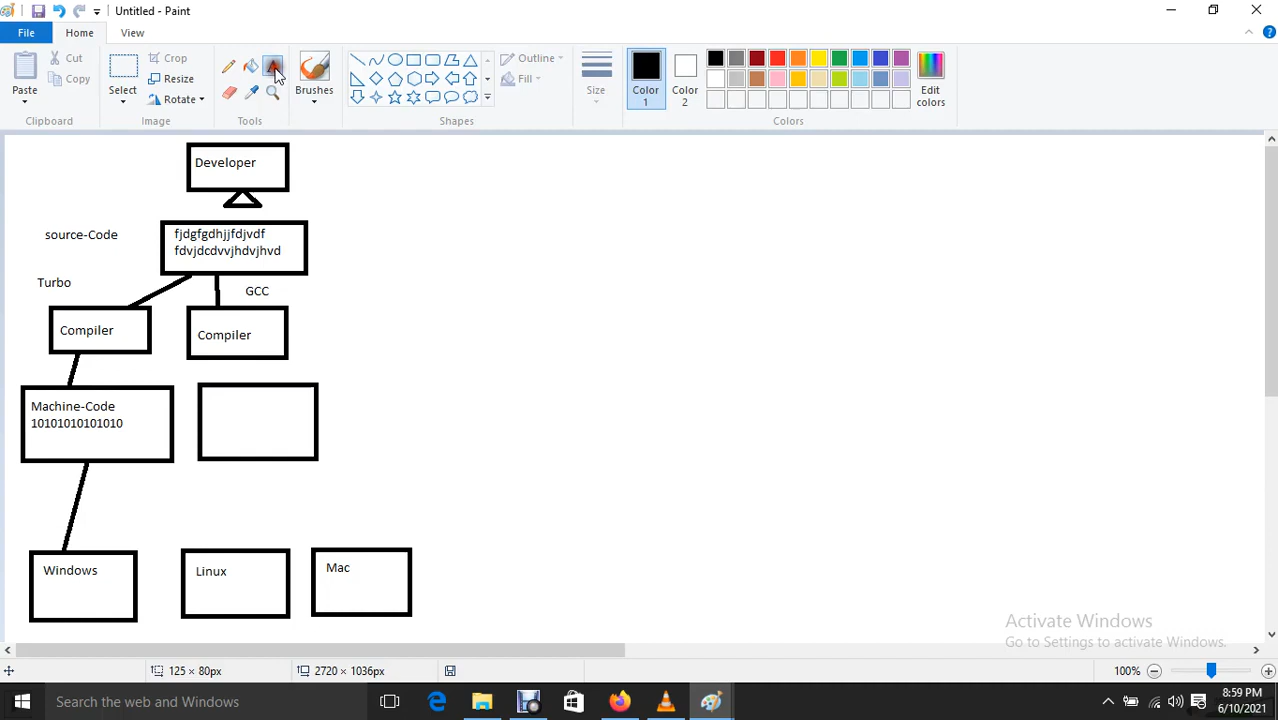 Untitled - Paint
File
Home
View
Paste
Cut
Copy
Clipboard
Select
Crop
Resize
Rotate
Image
Tools
Brushes
Shapes
Outline
Fill
Size
Color 1
Color 2
Edit colors
Colors
Developer
source-Code
fjdgfgdhjjfdjvdf
fdvjdcdvvjhdvjhvd
Turbo
GCC
Compiler
Compiler
Machine-Code
10101010101010
Windows
Linux
Mac
Activate Windows
Go to Settings to activate Windows.
125 × 80px
2720 × 1036px
100%
Search the web and Windows
8:59 PM
6/10/2021